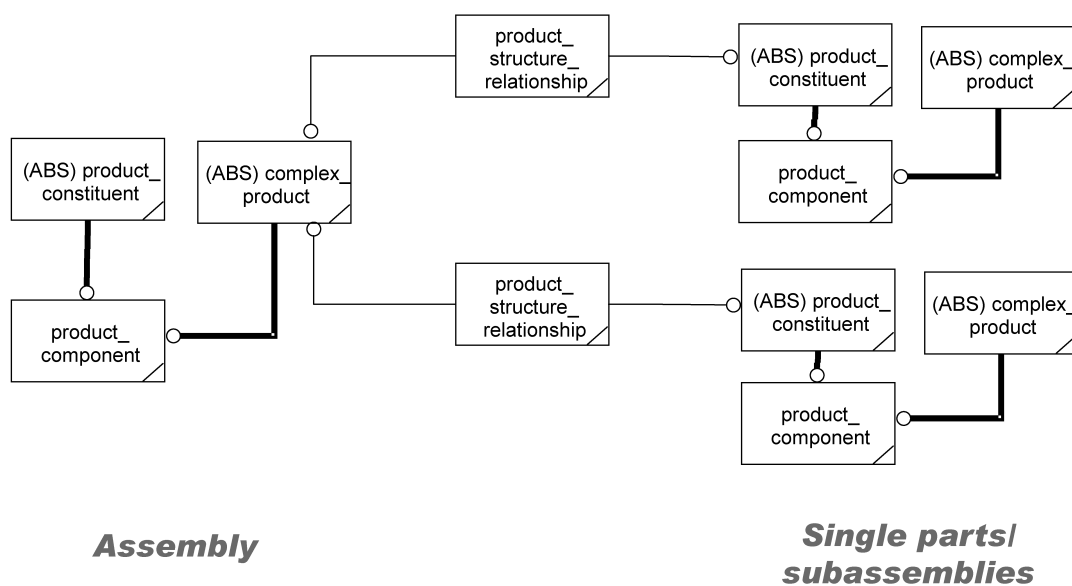 product_
structure_
relationship
(ABS) product_
constituent
(ABS) complex_
product
(ABS) product_
constituent
(ABS) complex_
product
product_
component
product_
component
product_
structure_
relationship
(ABS) product_
constituent
(ABS) complex_
product
product_
component
Assembly
Single parts/
subassemblies